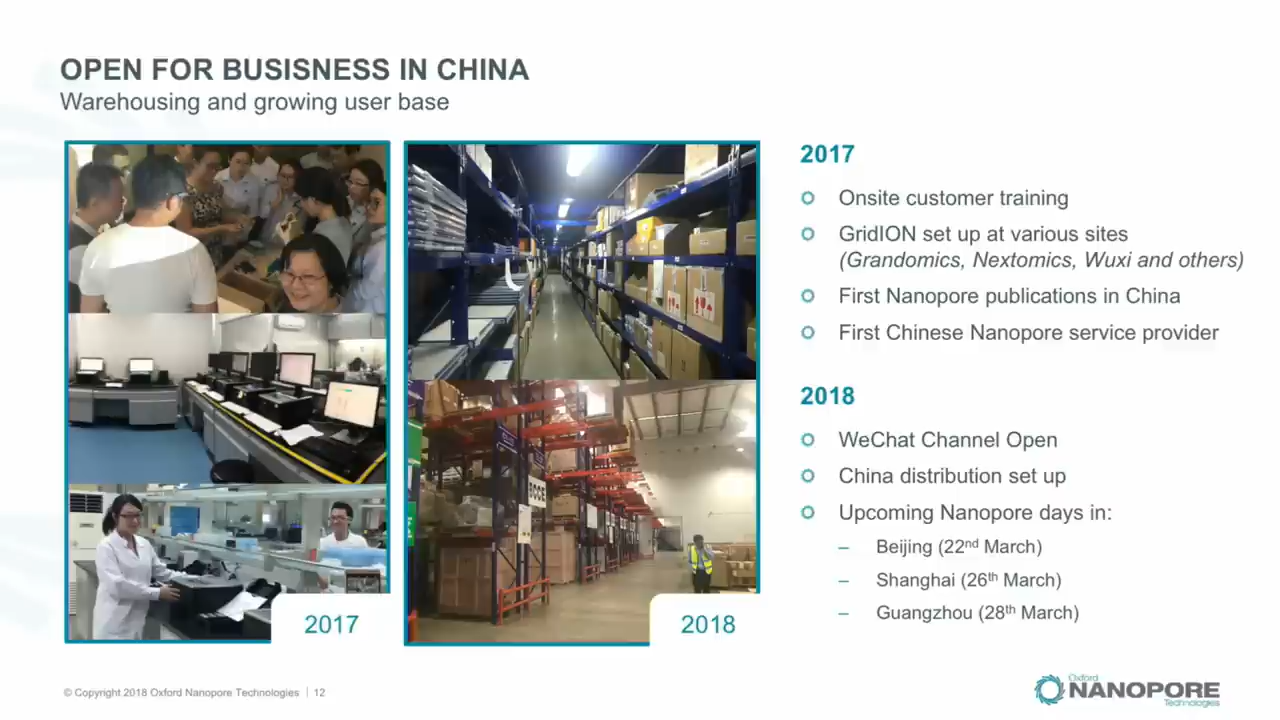 OPEN FOR BUSISNESS IN CHINA
Warehousing and growing user base
2017
2018
2017
Onsite customer training
GridION set up at various sites
(Grandomics, Nextomics, Wuxi and others)
First Nanopore publications in China
First Chinese Nanopore service provider
2018
WeChat Channel Open
China distribution set up
Upcoming Nanopore days in:
– Beijing (22nd March)
– Shanghai (26th March)
– Guangzhou (28th March)
© Copyright 2018 Oxford Nanopore Technologies | 12
Oxford
NANOPORE
Technologies